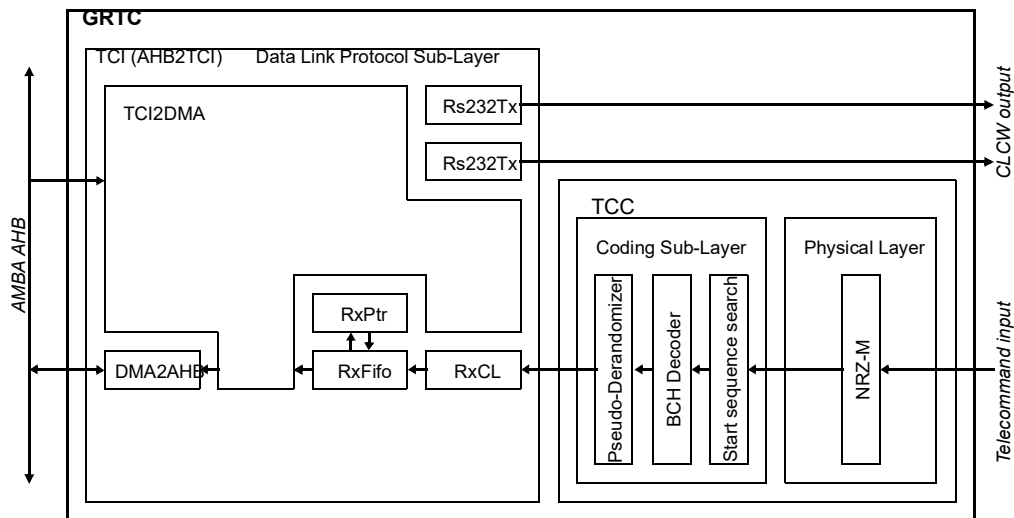 GRTC
TCI (AHB2TCI) Data Link Protocol Sub-Layer
TCI2DMA
Rs232Tx
Rs232Tx
CLCW output
AMBA AHB
TCC
Coding Sub-Layer
Physical Layer
RxPtr
DMA2AHB
RxFifo
RxCL
Pseudo-Derandomizer
BCH Decoder
Start sequence search
NRZ-M
Telecommand input